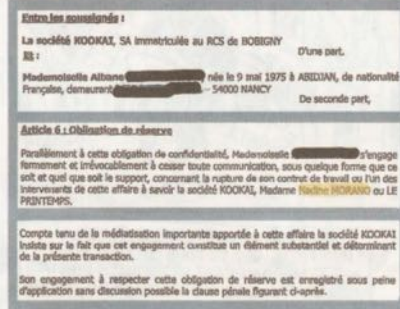 Entre les soussignés :
La société KOOKAI, SA immatriculée au RCS de BOBIGNY
D'une part.
Et :
Mademoiselle Albane née le 9 mai 1975 à ABIDJAN, de nationalité
Française, demeurant – 54000 NANCY
De seconde part,
Article 6 : Obligation de réserve
Parallèlement à cette obligation de confidentialité, Mademoiselle s'engage
fermement et irrévocablement à cesser toute communication, sous quelque forme que ce
soit et quel que soit le support, concernant la rupture de son contrat de travail ou l'un des
intervenants de cette affaire à savoir la société KOOKAI, Madame Nadine MORANO ou LE
PRINTEMPS.
Compte tenu de la médiatisation importante apportée à cette affaire la société KOOKAI
insiste sur le fait que cet engagement constitue un élément substantiel et déterminant
de la présente transaction.
Son engagement à respecter cette obligation de réserve est enregistré sous peine
d'application sans discussion possible la clause pénale figurant ci-après.